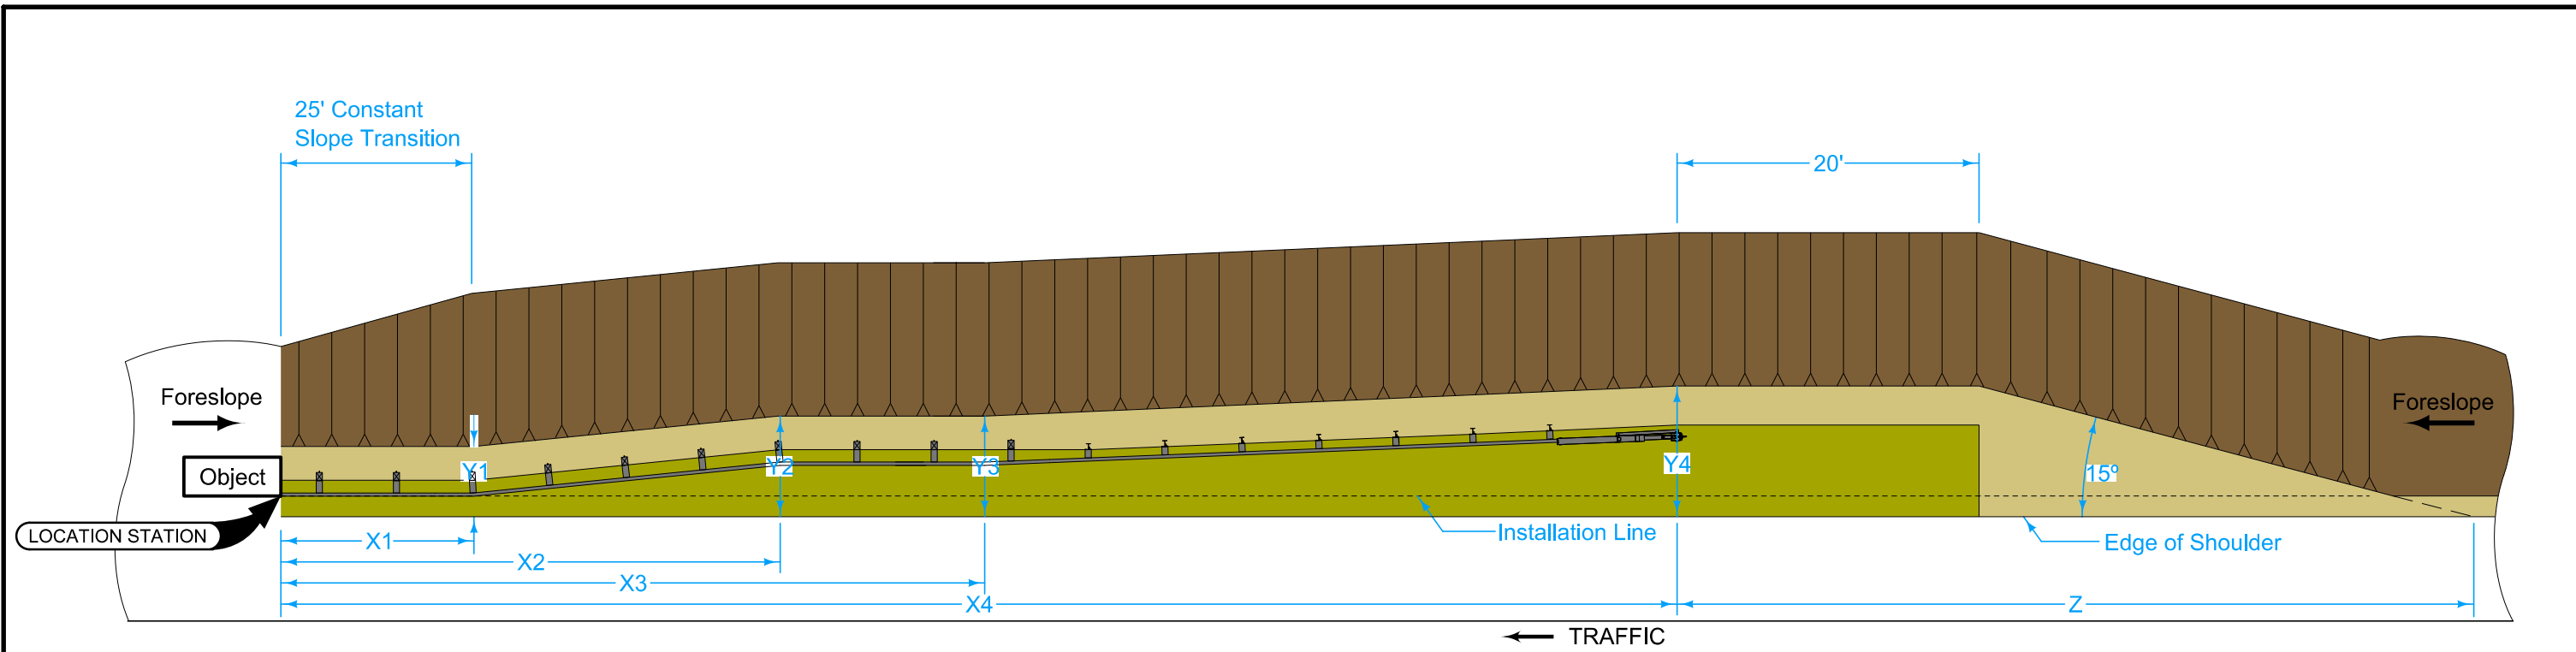 25' Constant
Slope Transition
20'
Foreslope
Foreslope
Object
Y1
Y2
Y3
Y4
15º
LOCATION STATION
Installation Line
Edge of Shoulder
X1
X2
X3
X4
Z
TRAFFIC